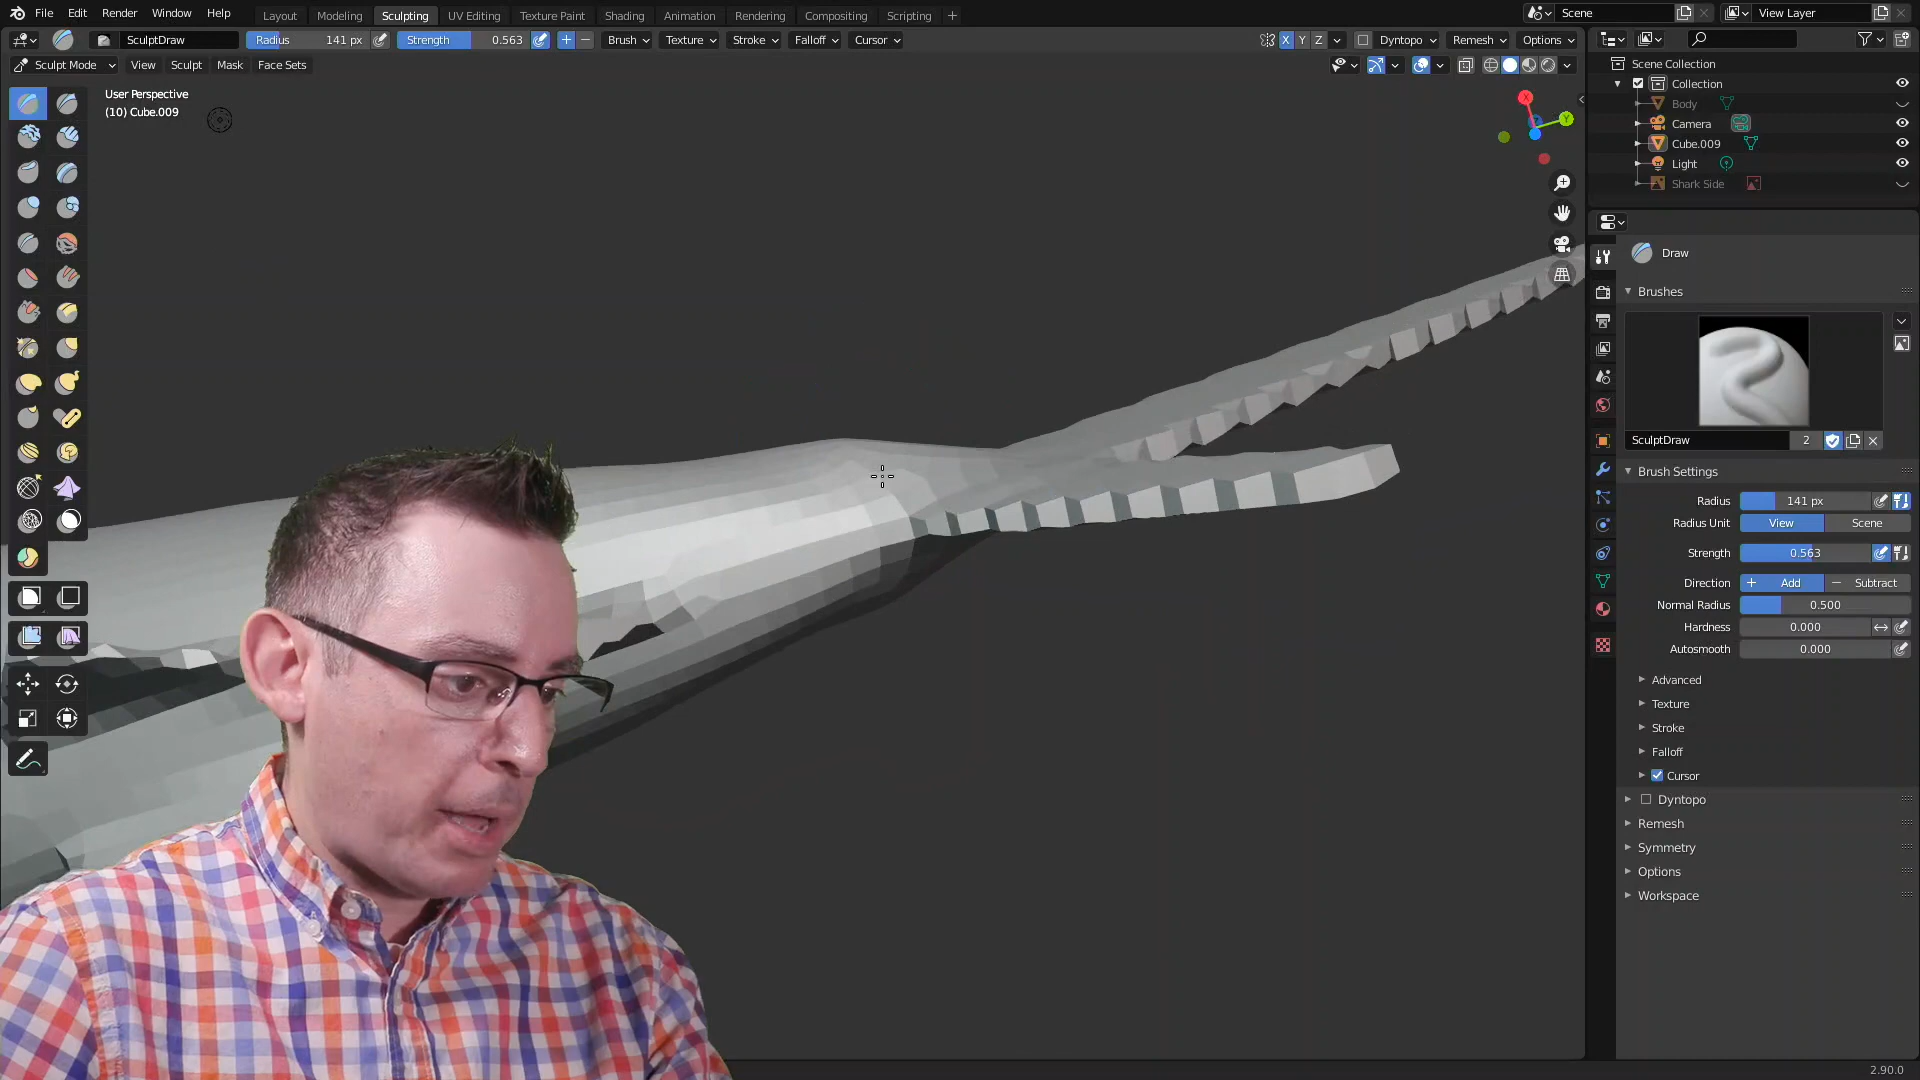 File Edit Render Window Help Layout Modeling Sculpting UV Editing Texture Paint Shading Animation Rendering Compositing Scripting + Scene View Layer
SculptDraw Radius 141 px Strength 0.563 + − Brush Texture Stroke Falloff Cursor X Y Z Dyntopo Remesh Options
Sculpt Mode View Sculpt Mask Face Sets
User Perspective
(10) Cube.009
X
Y
Scene Collection
Collection
Body
Camera
Cube.009
Light
Shark Side
Draw
Brushes
SculptDraw 2
Brush Settings
Radius 141 px
Radius Unit View Scene
Strength 0.563
Direction + Add − Subtract
Normal Radius 0.500
Hardness 0.000
Autosmooth 0.000
Advanced
Texture
Stroke
Falloff
Cursor
Dyntopo
Remesh
Symmetry
Options
Workspace
2.90.0